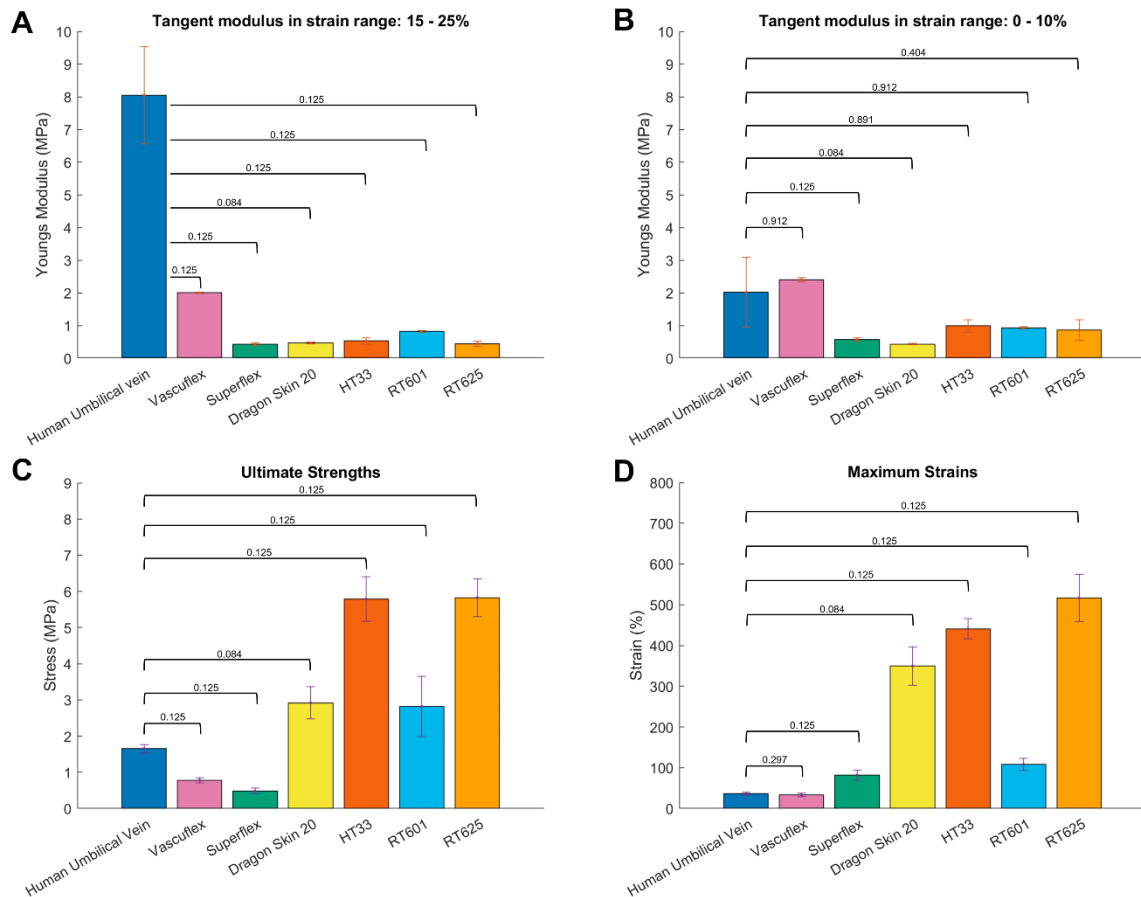 A
Tangent modulus in strain range: 15 - 25%
Youngs Modulus (MPa)
10
9
8
7
6
5
4
3
2
1
0
0.125
0.125
0.125
0.084
0.125
0.125
Human Umbilical vein
Vascuflex
Superflex
Dragon Skin 20
HT33
RT601
RT625
B
Tangent modulus in strain range: 0 - 10%
Youngs Modulus (MPa)
10
9
8
7
6
5
4
3
2
1
0
0.404
0.912
0.891
0.084
0.125
0.912
Human Umbilical vein
Vascuflex
Superflex
Dragon Skin 20
HT33
RT601
RT625
C
Ultimate Strengths
Stress (MPa)
9
8
7
6
5
4
3
2
1
0
0.125
0.125
0.125
0.084
0.125
0.125
Human Umbilical Vein
Vascuflex
Superflex
Dragon Skin 20
HT33
RT601
RT625
D
Maximum Strains
Strain (%)
800
700
600
500
400
300
200
100
0
0.125
0.125
0.125
0.084
0.125
0.297
Human Umbilical Vein
Vascuflex
Superflex
Dragon Skin 20
HT33
RT601
RT625